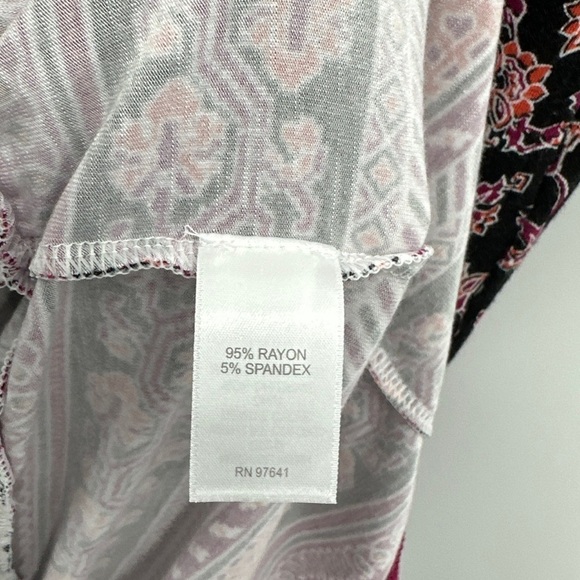 95% RAYON
5% SPANDEX
RN 97641